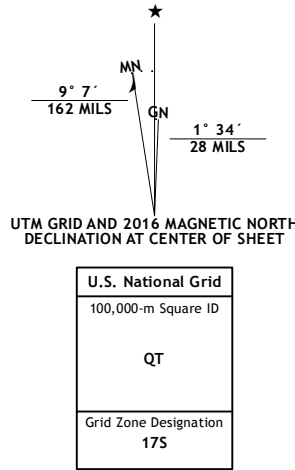 ★
MN
9° 7´
162 MILS
GN
1° 34´
28 MILS
UTM GRID AND 2016 MAGNETIC NORTH
DECLINATION AT CENTER OF SHEET
U.S. National Grid
100,000-m Square ID
QT
Grid Zone Designation
17S